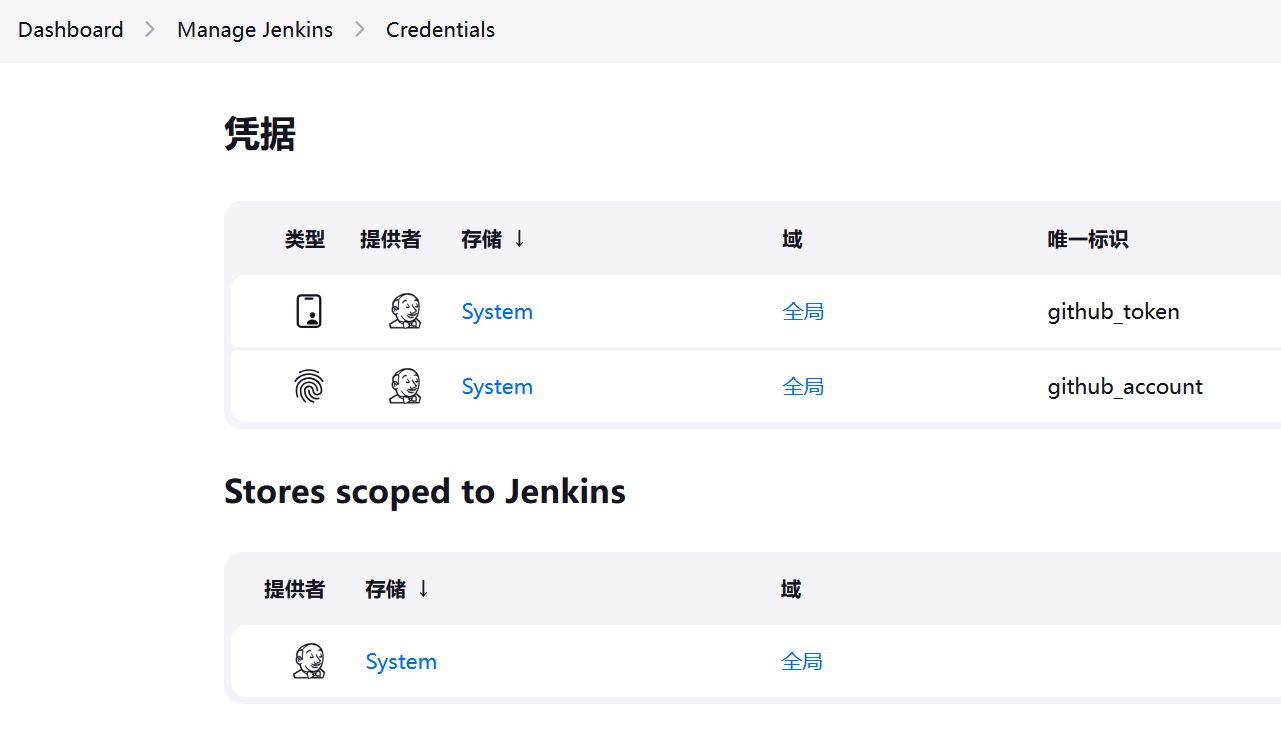 Dashboard > Manage Jenkins > Credentials
凭据
类型 提供者 存储 ↓ 域 唯一标识
System 全局 github_token
System 全局 github_account
Stores scoped to Jenkins
提供者 存储 ↓ 域
System 全局